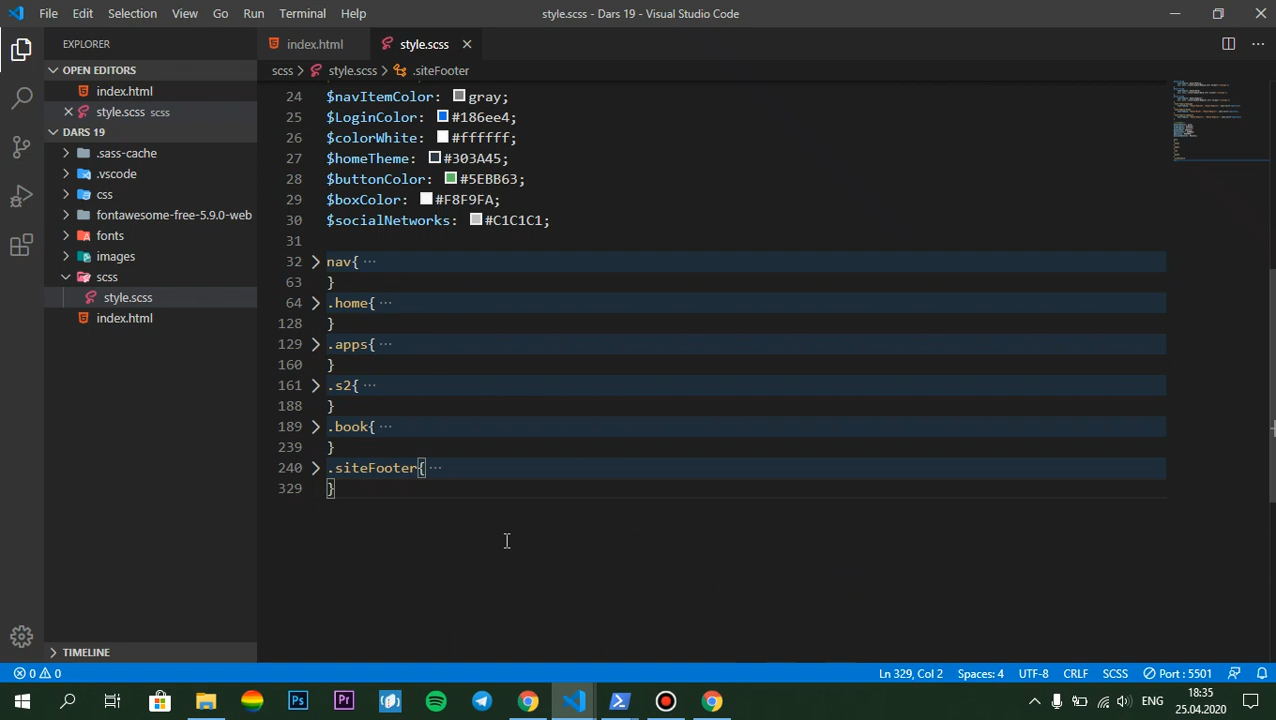 File Edit Selection View Go Run Terminal Help
style.scss - Dars 19 - Visual Studio Code
EXPLORER
index.html
style.scss
OPEN EDITORS
index.html
style.scss scss
DARS 19
.sass-cache
.vscode
css
fontawesome-free-5.9.0-web
fonts
images
scss
style.scss
index.html
TIMELINE
scss > style.scss > .siteFooter
24 $navItemColor: gray;
25 $LoginColor:
26 $colorWhite: #ffffff;
27 $homeTheme: #303A45;
28 $buttonColor: #5EBB63;
29 $boxColor: #F8F9FA;
30 $socialNetworks: #C1C1C1;
31
32 nav{ ...
63 }
64 .home{ ...
128 }
129 .apps{ ...
160 }
161 .s2{ ...
188 }
189 .book{ ...
239 }
240 .siteFooter{ ...
329 }
0 0
Ln 329, Col 2 Spaces: 4 UTF-8 CRLF SCSS Port : 5501
Ps
Pr
ENG
18:35
25.04.2020